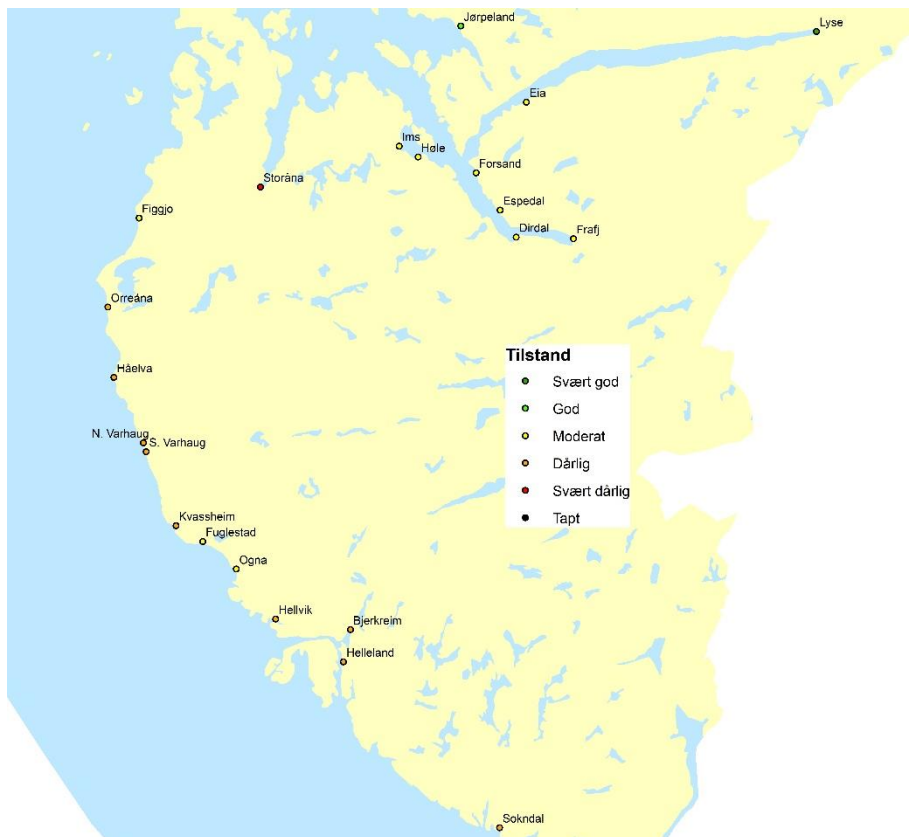 Jørpeland
Lyse
Eia
Ims
Høle
Forsand
Storåna
Espedal
Figgjo
Dirdal
Frafj
Orreåna
Tilstand
Svært god
Håelva
God
Moderat
N. Varhaug
S. Varhaug
Dårlig
Svært dårlig
Tapt
Kvassheim
Fuglestad
Ogna
Hellvik
Bjerkreim
Helleland
Sokndal